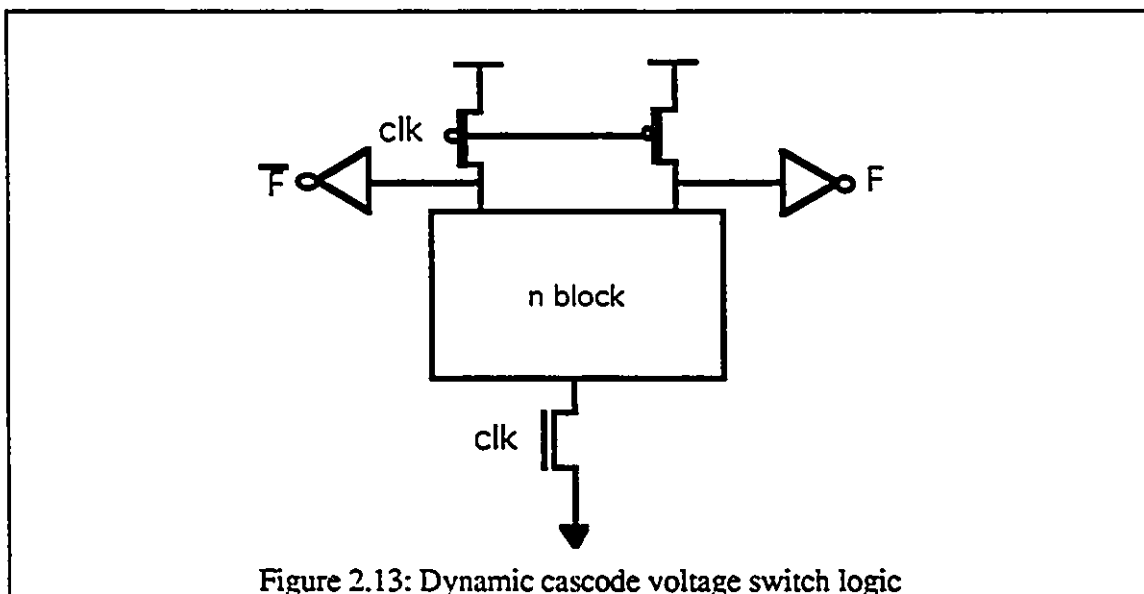 clk
F̅ F
n block
clk
Figure 2.13: Dynamic cascode voltage switch logic